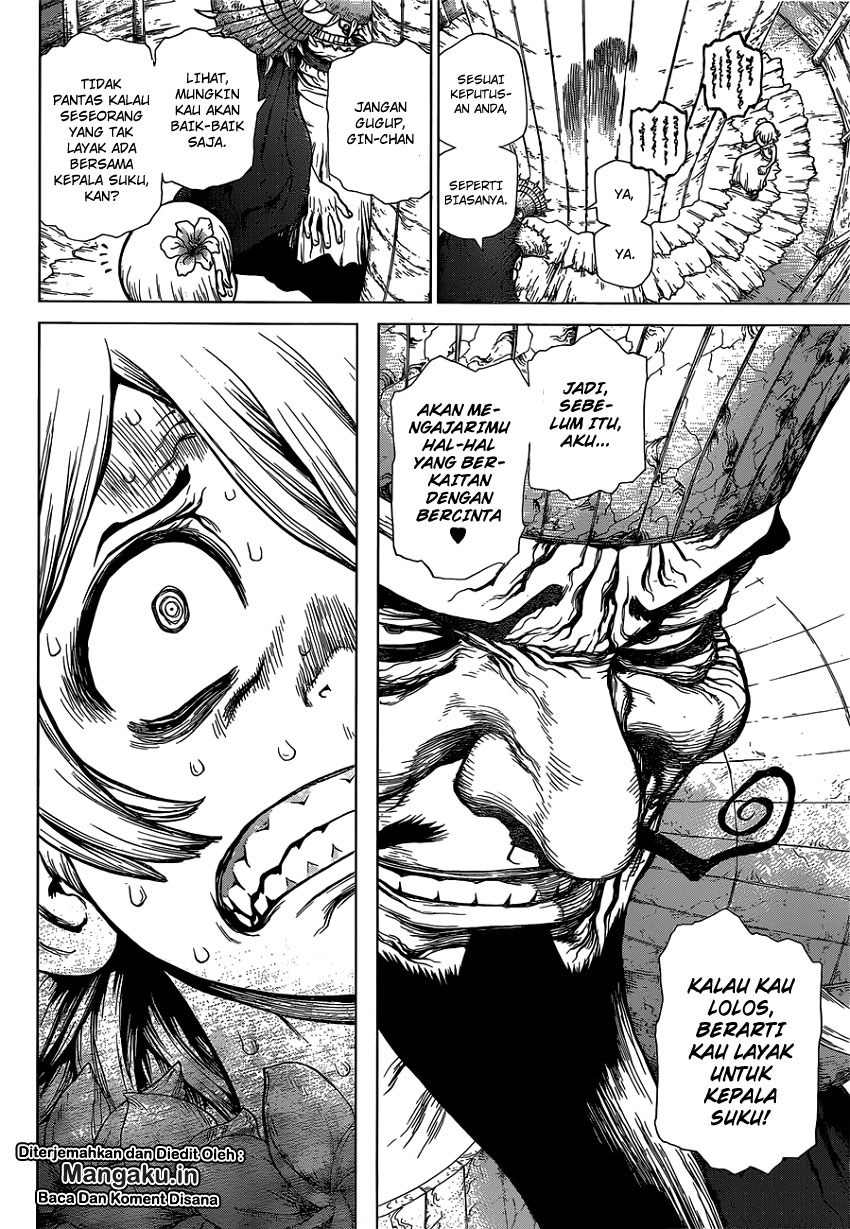 SESUAI
KEPUTUS-
AN ANDA,
SEPERTI
BIASANYA.
YA,
YA.
JANGAN
GUGUP,
GIN-CHAN
LIHAT,
MUNGKIN
KAU AKAN
BAIK-BAIK
SAJA.
TIDAK
PANTAS KALAU
SESEORANG
YANG TAK
LAYAK ADA
BERSAMA
KEPALA SUKU,
KAN?
JADI,
SEBE-
LUM ITU,
AKU...
AKAN ME-
NGAJARIMU
HAL-HAL
YANG BER-
KAITAN
DENGAN
BERCINTA
♥
KALAU KAU
LOLOS,
BERARTI
KAU LAYAK
UNTUK
KEPALA
SUKU!
Diterjemahkan dan Diedit Oleh :
Mangaku.in
Baca Dan Koment Disana